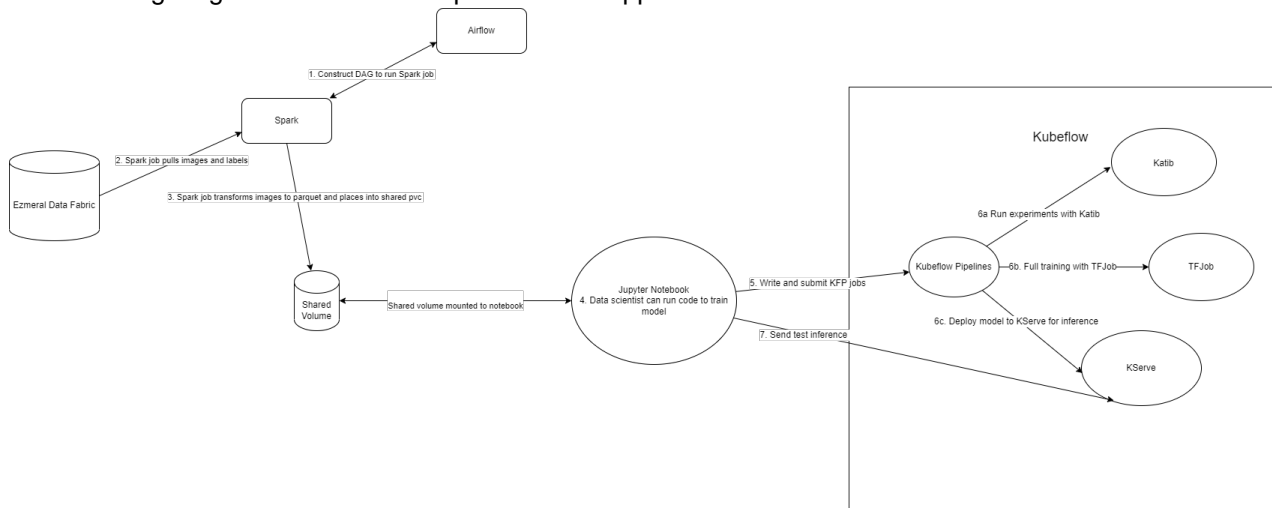 Airflow
1. Construct DAG to run Spark job
Spark
2. Spark job pulls images and labels
Ezmeral Data Fabric
3. Spark job transforms images to parquet and places into shared pvc
Shared
Volume
Shared volume mounted to notebook
Jupyter Notebook
4. Data scientist can run code to train
model
5. Write and submit KFP jobs
7. Send test inference
Kubeflow
Katib
6a Run experiments with Katib
Kubeflow Pipelines
6b. Full training with TFJob
TFJob
6c. Deploy model to KServe for inference
KServe